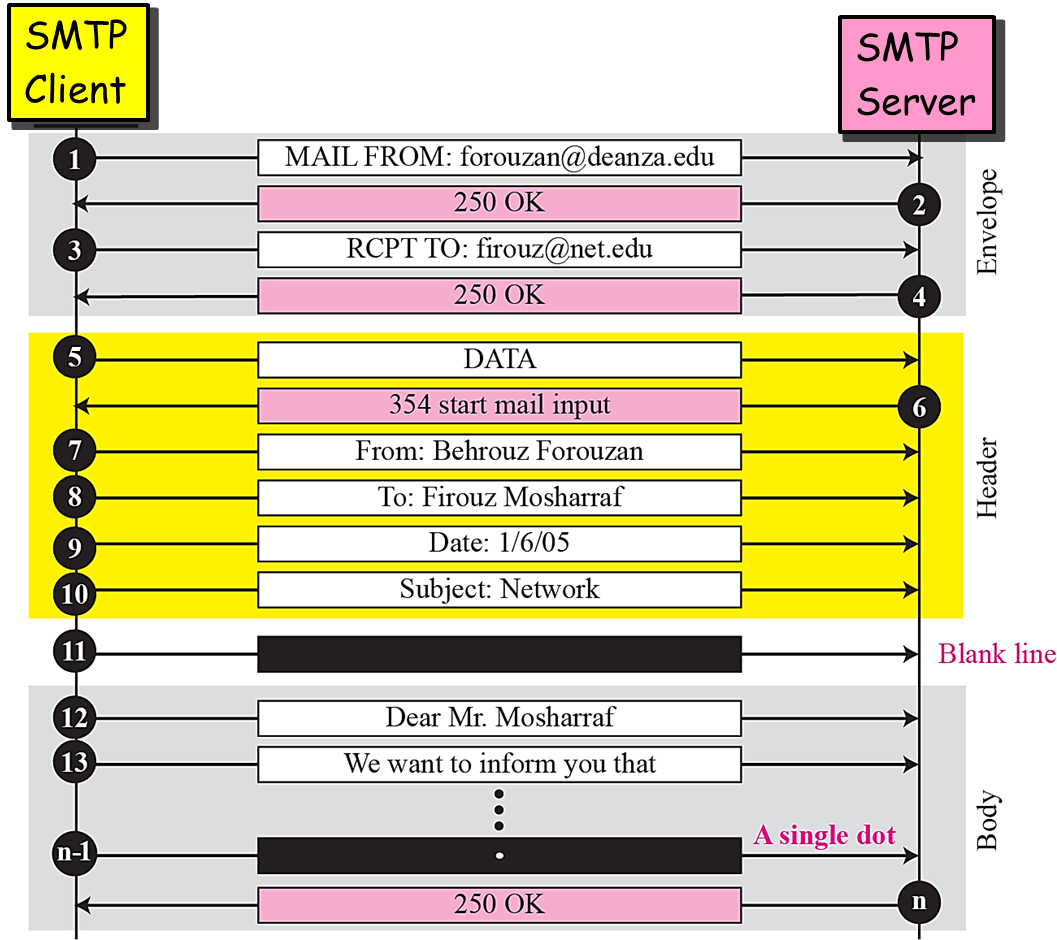 SMTP
Client
SMTP
Server
1
MAIL FROM: forouzan@deanza.edu
250 OK
2
3
RCPT TO: firouz@net.edu
250 OK
4
Envelope
5
DATA
354 start mail input
6
7
From: Behrouz Forouzan
8
To: Firouz Mosharraf
9
Date: 1/6/05
10
Subject: Network
Header
11
Blank line
12
Dear Mr. Mosharraf
13
We want to inform you that
n-1
.
A single dot
250 OK
n
Body